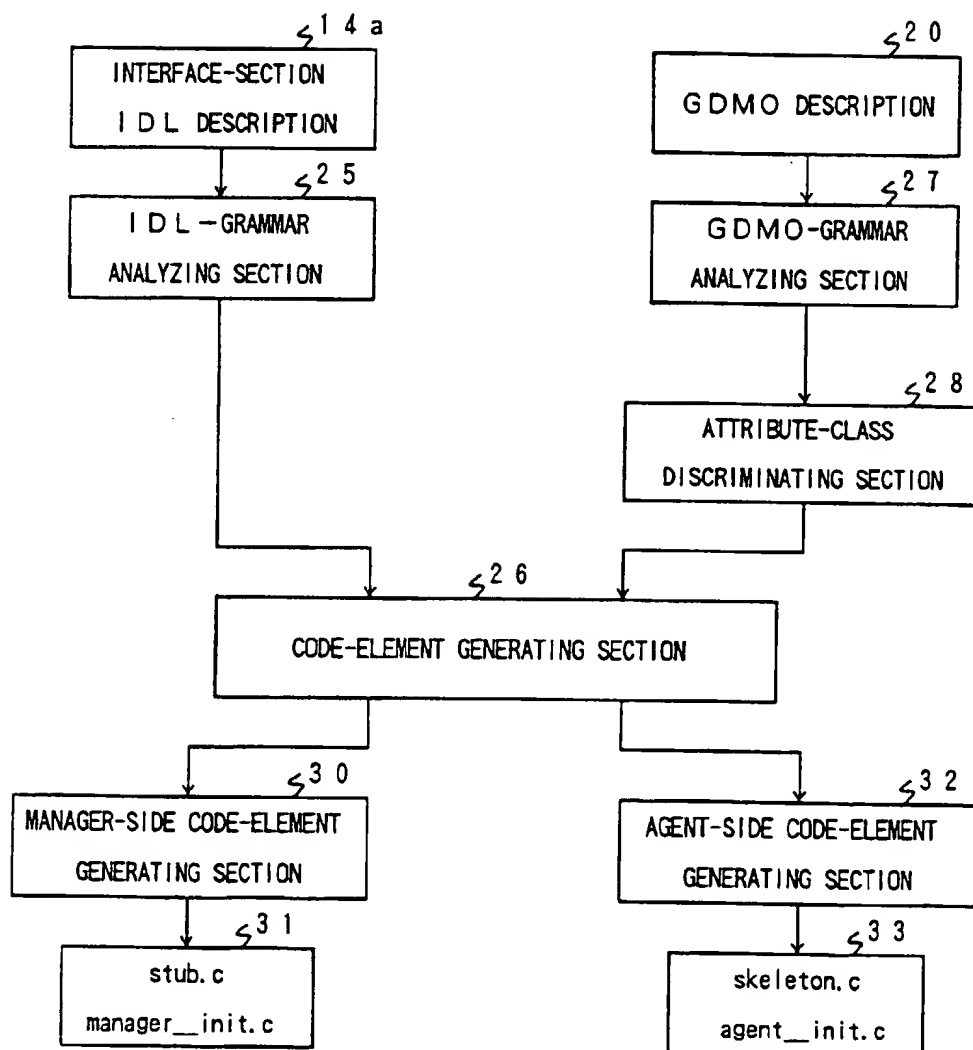 14a
INTERFACE-SECTION
IDL DESCRIPTION
20
GDMO DESCRIPTION
25
IDL-GRAMMAR
ANALYZING SECTION
27
GDMO-GRAMMAR
ANALYZING SECTION
28
ATTRIBUTE-CLASS
DISCRIMINATING SECTION
26
CODE-ELEMENT GENERATING SECTION
30
MANAGER-SIDE CODE-ELEMENT
GENERATING SECTION
32
AGENT-SIDE CODE-ELEMENT
GENERATING SECTION
31
stub.c
manager__init.c
33
skeleton.c
agent__init.c